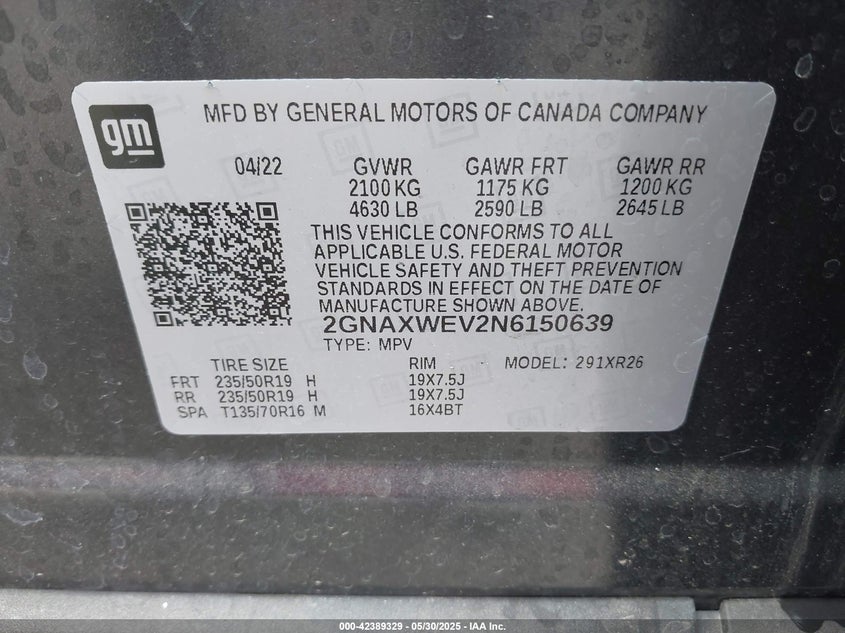 gm
MFD BY GENERAL MOTORS OF CANADA COMPANY
04/22 GVWR GAWR FRT GAWR RR
2100 KG 1175 KG 1200 KG
4630 LB 2590 LB 2645 LB
THIS VEHICLE CONFORMS TO ALL
APPLICABLE U.S. FEDERAL MOTOR
VEHICLE SAFETY AND THEFT PREVENTION
STANDARDS IN EFFECT ON THE DATE OF
MANUFACTURE SHOWN ABOVE.
2GNAXWEV2N6150639
TYPE: MPV
TIRE SIZE RIM MODEL: 291XR26
FRT 235/50R19 H 19X7.5J
RR 235/50R19 H 19X7.5J
SPA T135/70R16 M 16X4BT
000-42389329 - 05/30/2025 - IAA Inc.